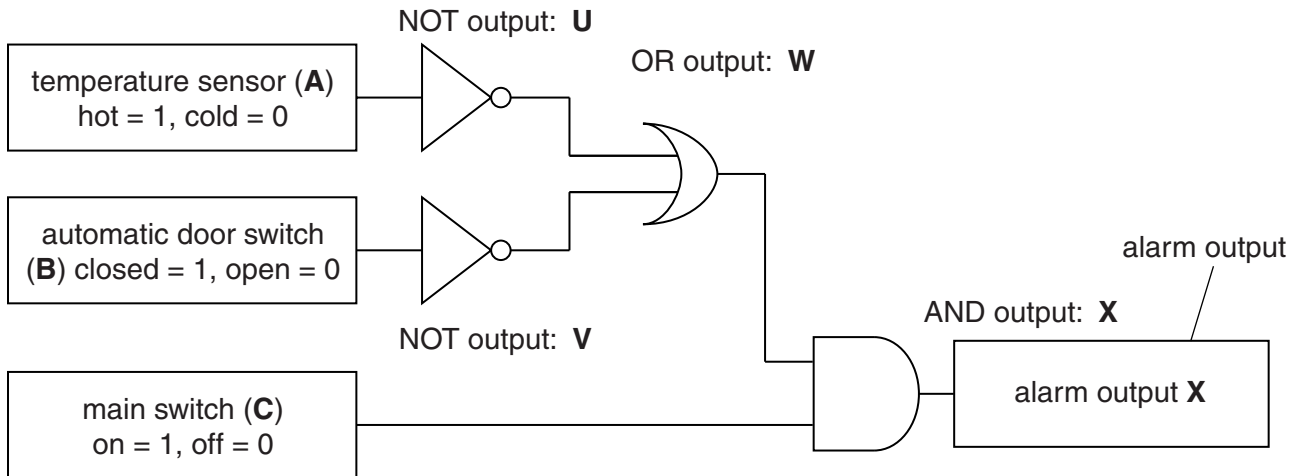 NOT output: U
temperature sensor (A)
hot = 1, cold = 0
OR output: W
automatic door switch
(B) closed = 1, open = 0
NOT output: V
alarm output
AND output: X
main switch (C)
on = 1, off = 0
alarm output X